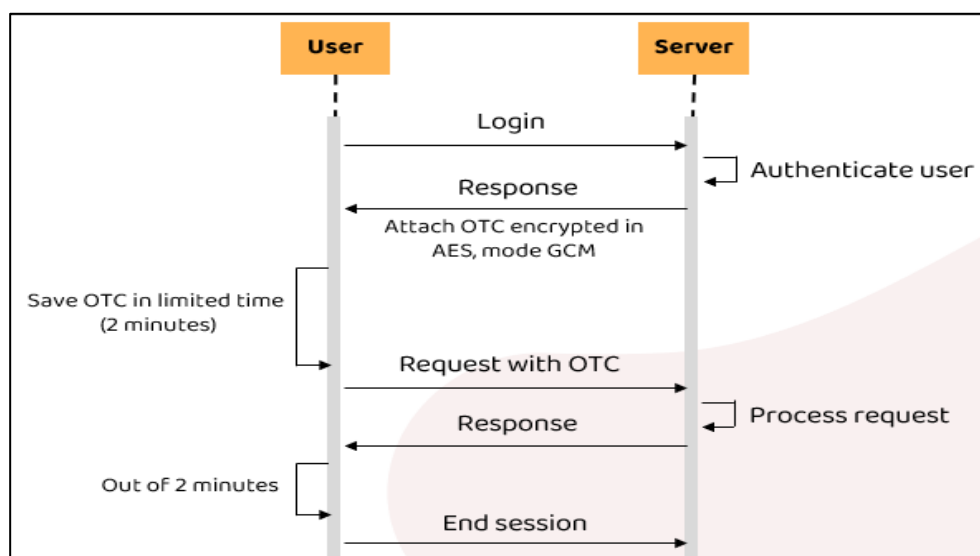 User
Server
Login
Authenticate user
Response
Attach OTC encrypted in
AES, mode GCM
Save OTC in limited time
(2 minutes)
Request with OTC
Process request
Response
Out of 2 minutes
End session